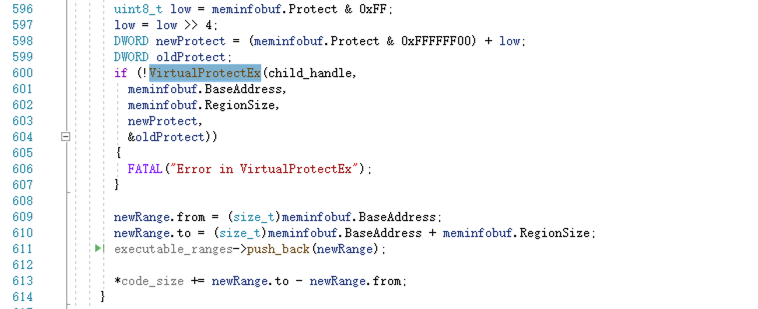 596 uint8_t low = meminfobuf.Protect & 0xFF;
597 low = low >> 4;
598 DWORD newProtect = (meminfobuf.Protect & 0xFFFFFF00) + low;
599 DWORD oldProtect;
600 if (!VirtualProtectEx(child_handle,
601 meminfobuf.BaseAddress,
602 meminfobuf.RegionSize,
603 newProtect,
604 &oldProtect))
605 {
606 FATAL("Error in VirtualProtectEx");
607 }
608
609 newRange.from = (size_t)meminfobuf.BaseAddress;
610 newRange.to = (size_t)meminfobuf.BaseAddress + meminfobuf.RegionSize;
611 executable_ranges->push_back(newRange);
612
613 *code_size += newRange.to - newRange.from;
614 }